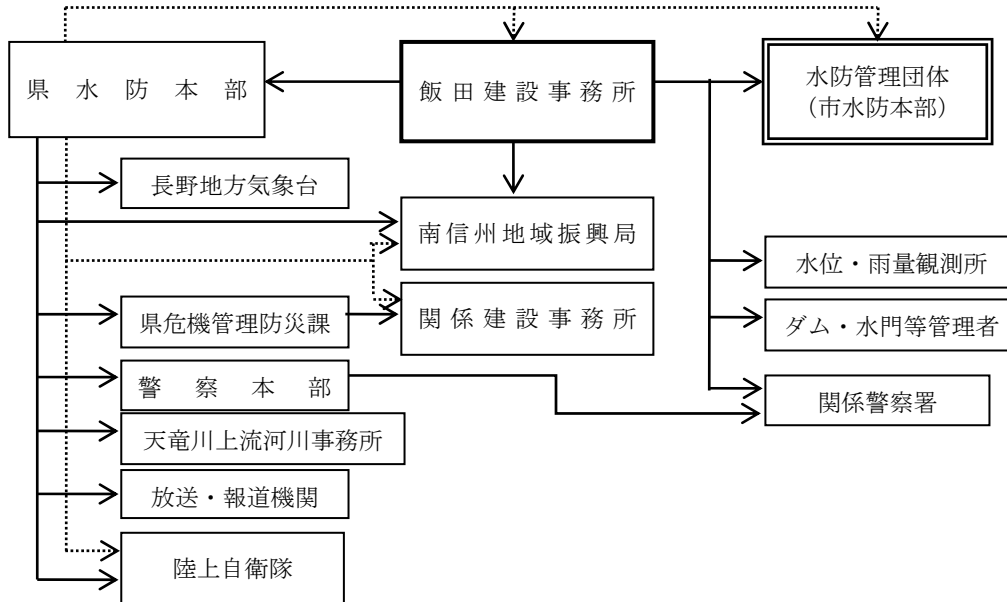 県水防本部
飯田建設事務所
水防管理団体
（市水防本部）
長野地方気象台
南信州地域振興局
水位・雨量観測所
県危機管理防災課
関係建設事務所
ダム・水門等管理者
警察本部
関係警察署
天竜川上流河川事務所
放送・報道機関
陸上自衛隊